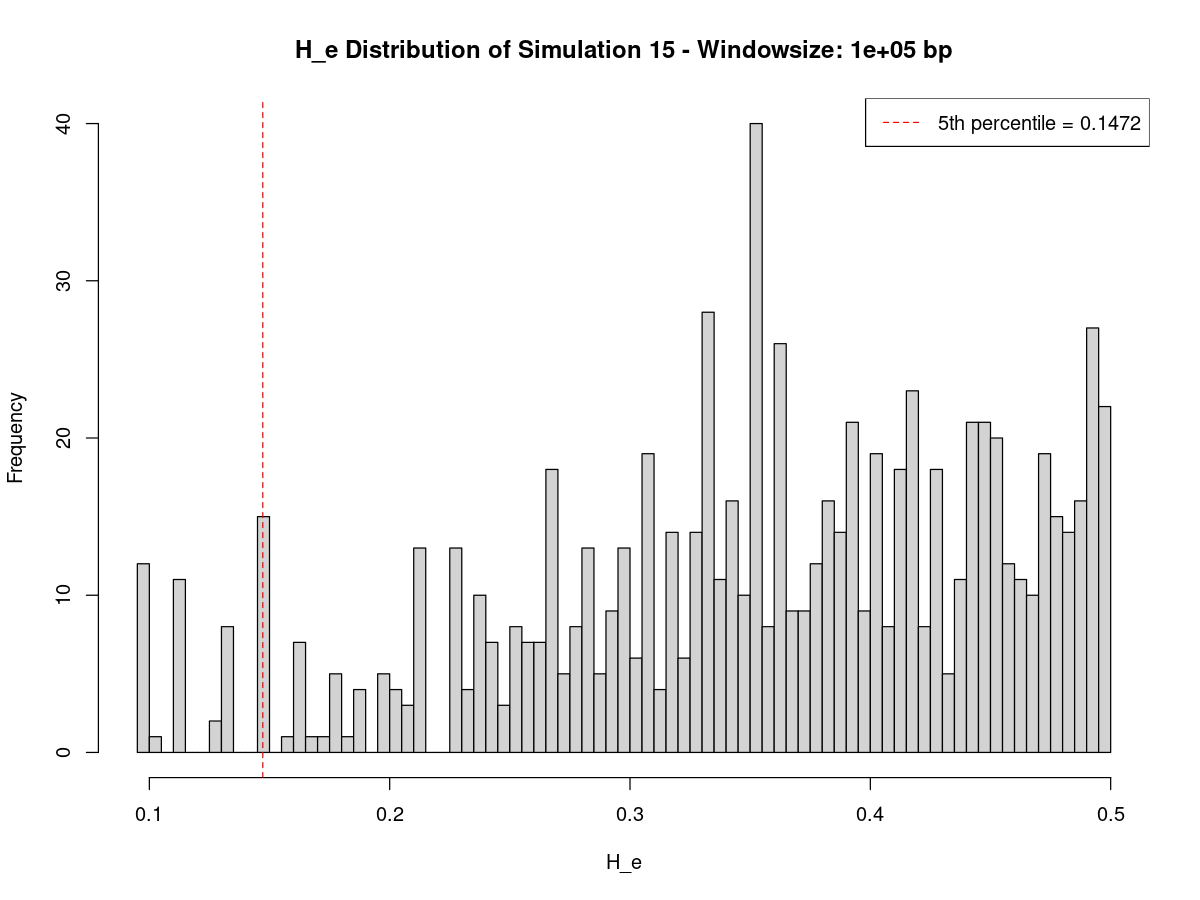 H_e Distribution of Simulation 15 - Windowsize: 1e+05 bp
5th percentile = 0.1472
Frequency
40
30
20
10
0
0.1 0.2 0.3 0.4 0.5
H_e